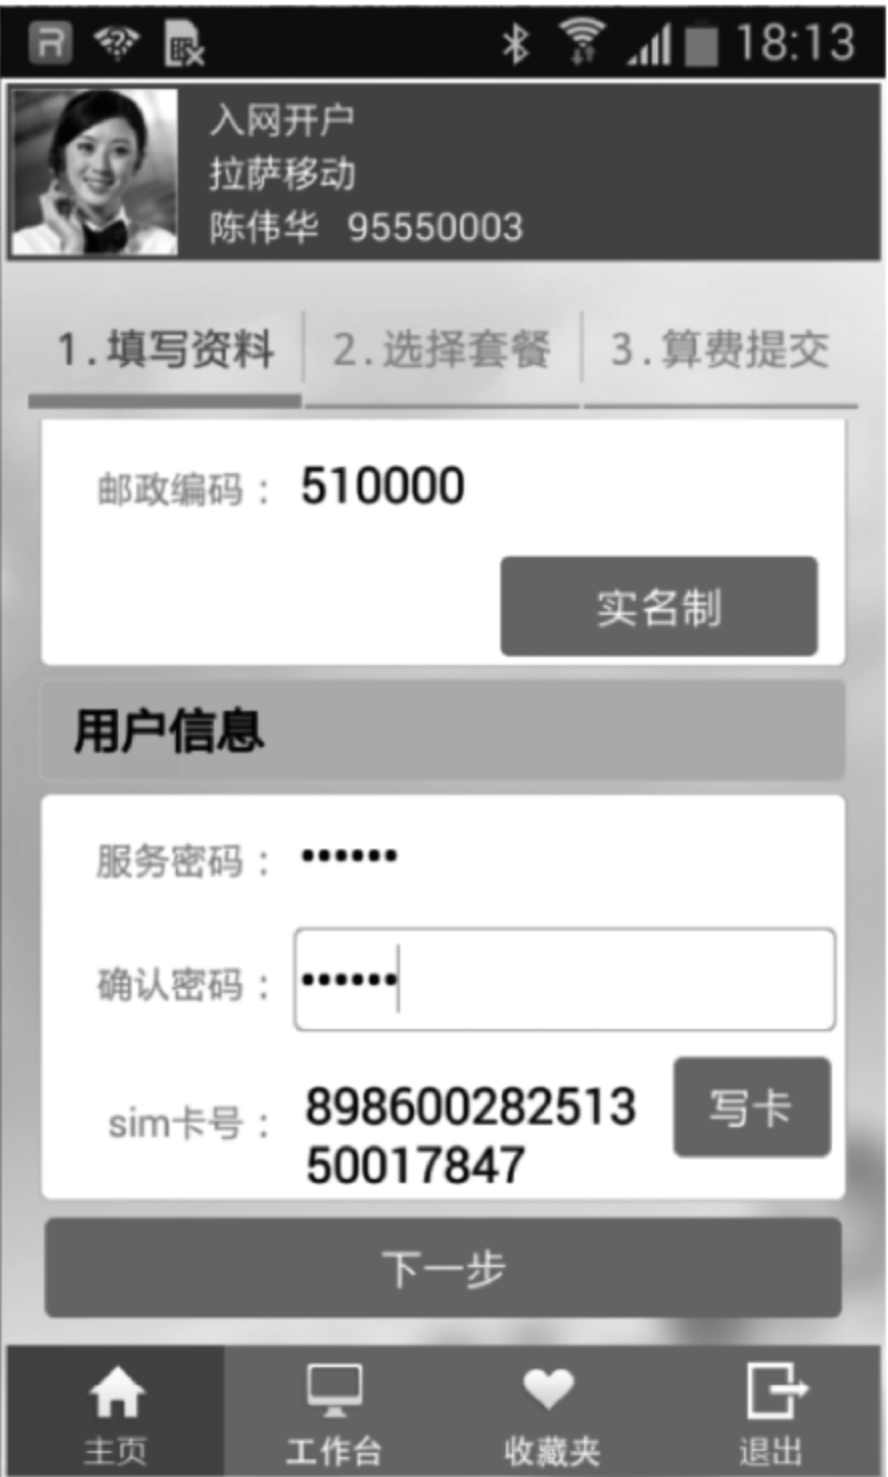 18:13
入网开户
拉萨移动
陈伟华 95550003
1.填写资料 2.选择套餐 3.算费提交
邮政编码： 510000
实名制
用户信息
服务密码： ••••••
确认密码： ••••••
sim卡号： 898600282513
50017847
写卡
下一步
主页 工作台 收藏夹 退出